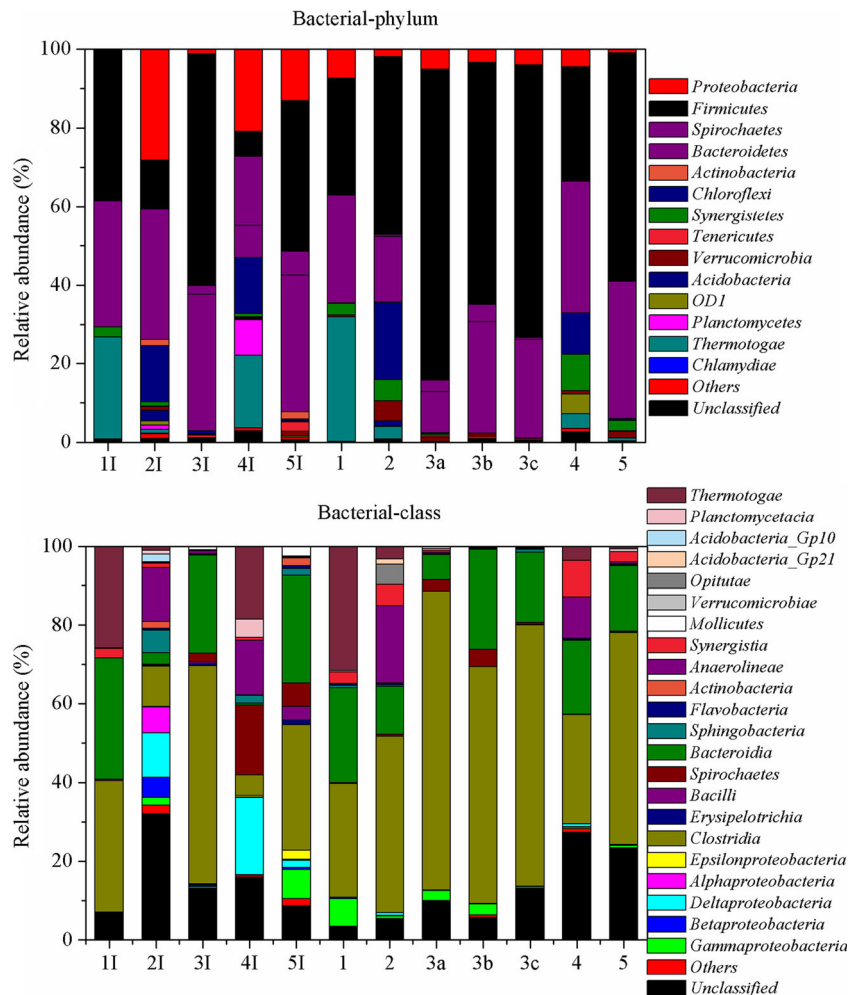 Bacterial-phylum
Relative abundance (%)
100
80
60
40
20
0
1I 2I 3I 4I 5I 1 2 3a 3b 3c 4 5
Proteobacteria
Firmicutes
Spirochaetes
Bacteroidetes
Actinobacteria
Chloroflexi
Synergistetes
Tenericutes
Verrucomicrobia
Acidobacteria
OD1
Planctomycetes
Thermotogae
Chlamydiae
Others
Unclassified
Bacterial-class
Relative abundance (%)
100
80
60
40
20
0
1I 2I 3I 4I 5I 1 2 3a 3b 3c 4 5
Thermotogae
Planctomycetacia
Acidobacteria_Gp10
Acidobacteria_Gp21
Opitutae
Verrucomicrobiae
Mollicutes
Synergistia
Anaerolineae
Actinobacteria
Flavobacteria
Sphingobacteria
Bacteroidia
Spirochaetes
Bacilli
Erysipelotrichia
Clostridia
Epsilonproteobacteria
Alphaproteobacteria
Deltaproteobacteria
Betaproteobacteria
Gammaproteobacteria
Others
Unclassified